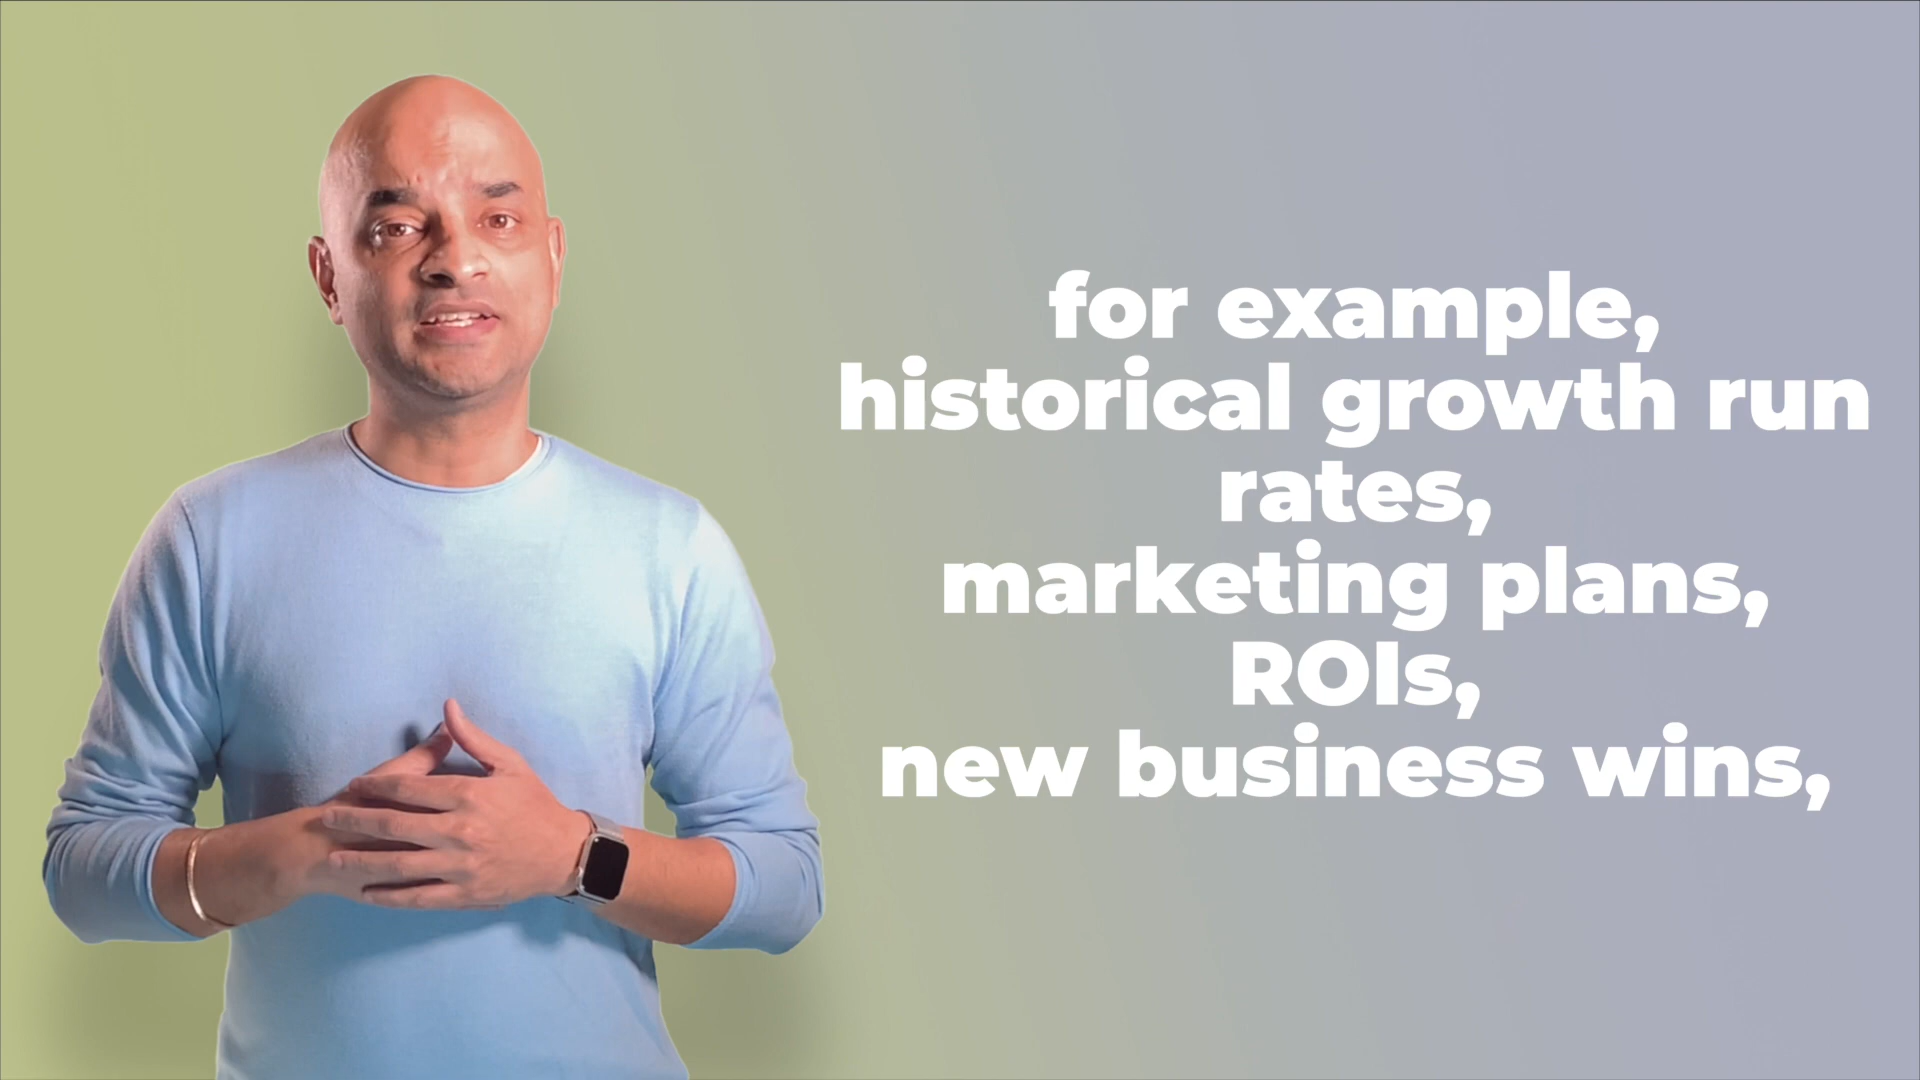 for example,
historical growth run
rates,
marketing plans,
ROIs,
new business wins,